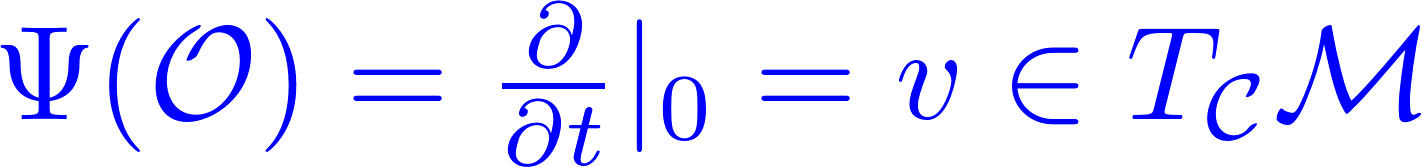 Ψ(𝒪) = ∂/∂t|₀ = v ∈ T_𝒞ℳ